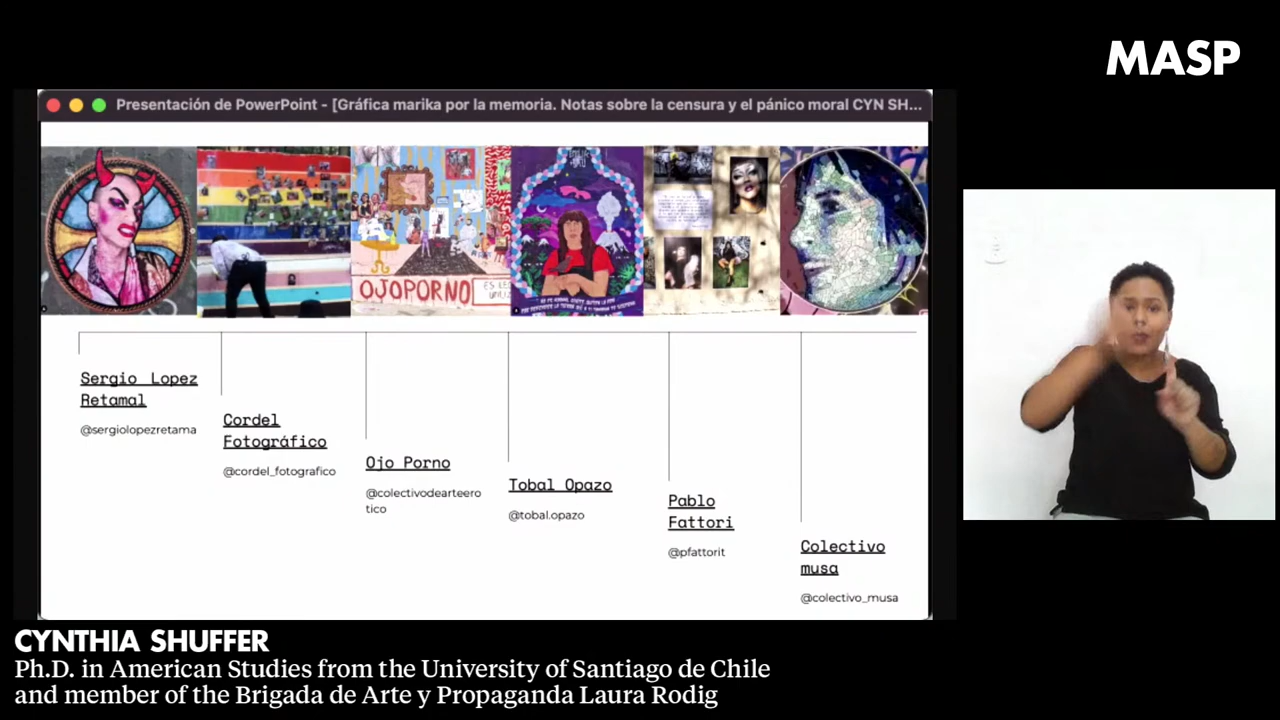 MASP
Presentación de PowerPoint - [Gráfica marika por la memoria. Notas sobre la censura y el pánico moral CYN SH...
OJOPORNO
Sergio Lopez
Retamal
@sergiolopezretama
Cordel
Fotográfico
@cordel_fotografico
Ojo Porno
@colectivodearteero
tico
Tobal Opazo
@tobal.opazo
Pablo
Fattori
@pfattorit
Colectivo
musa
@colectivo_musa
CYNTHIA SHUFFER
Ph.D. in American Studies from the University of Santiago de Chile
and member of the Brigada de Arte y Propaganda Laura Rodig